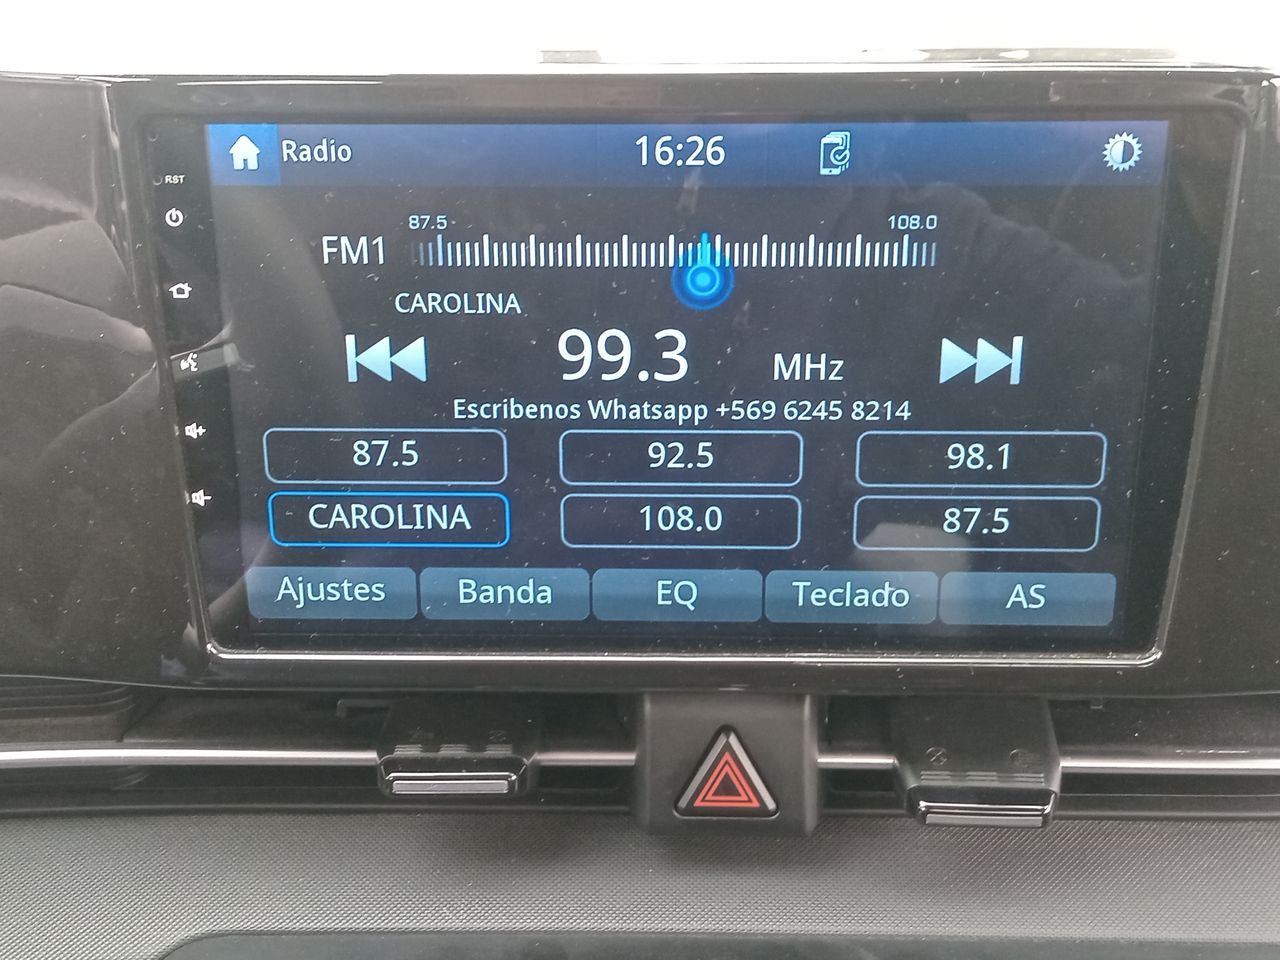 Radio 16:26
RST
87.5 108.0
FM1
CAROLINA
99.3 MHz
Escríbenos Whatsapp +569 6245 8214
87.5 92.5 98.1
CAROLINA 108.0 87.5
Ajustes Banda EQ Teclado AS